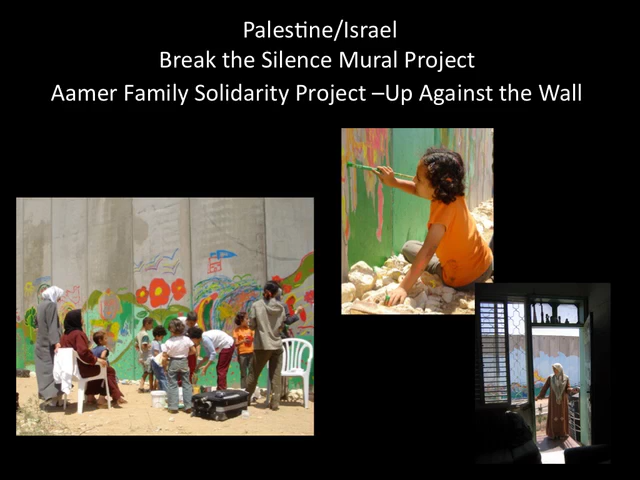 Palestine/Israel
Break the Silence Mural Project
Aamer Family Solidarity Project –Up Against the Wall